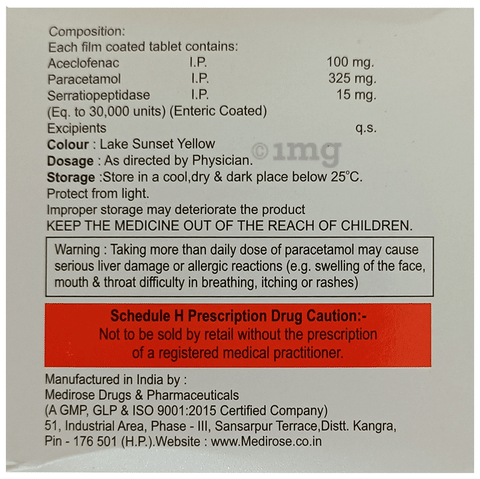 Composition:
Each film coated tablet contains:
Aceclofenac I.P. 100 mg.
Paracetamol I.P. 325 mg.
Serratiopeptidase I.P. 15 mg.
(Eq. to 30,000 units) (Enteric Coated)
Excipients q.s.
Colour : Lake Sunset Yellow
Dosage : As directed by Physician.
©1mg
Storage :Store in a cool,dry & dark place below 25°C.
Protect from light.
Improper storage may deteriorate the product
KEEP THE MEDICINE OUT OF THE REACH OF CHILDREN.
Warning : Taking more than daily dose of paracetamol may cause
serious liver damage or allergic reactions (e.g. swelling of the face,
mouth & throat difficulty in breathing, itching or rashes)
Schedule H Prescription Drug Caution:-
Not to be sold by retail without the prescription
of a registered medical practitioner.
Manufactured in India by :
Medirose Drugs & Pharmaceuticals
(A GMP, GLP & ISO 9001:2015 Certified Company)
51, Industrial Area, Phase - III, Sansarpur Terrace,Distt. Kangra,
Pin - 176 501 (H.P.).Website : www.Medirose.co.in